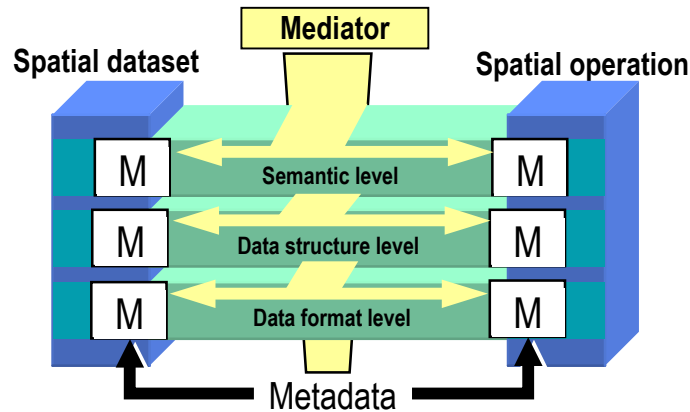 Mediator
Spatial dataset
Spatial operation
M
M
Semantic level
M
M
Data structure level
M
M
Data format level
Metadata